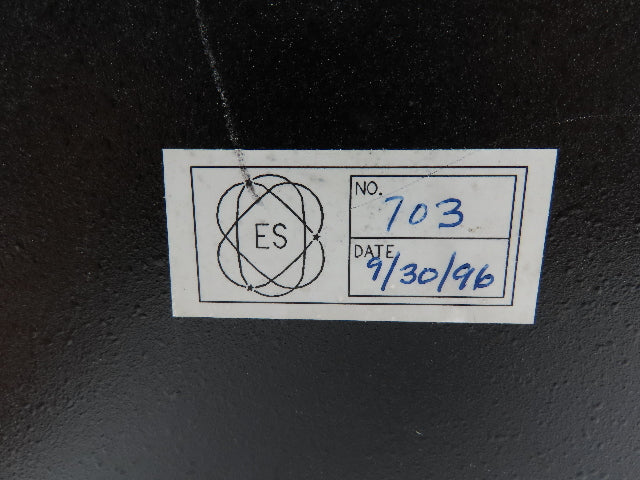 ES
NO.
703
DATE
9/30/96